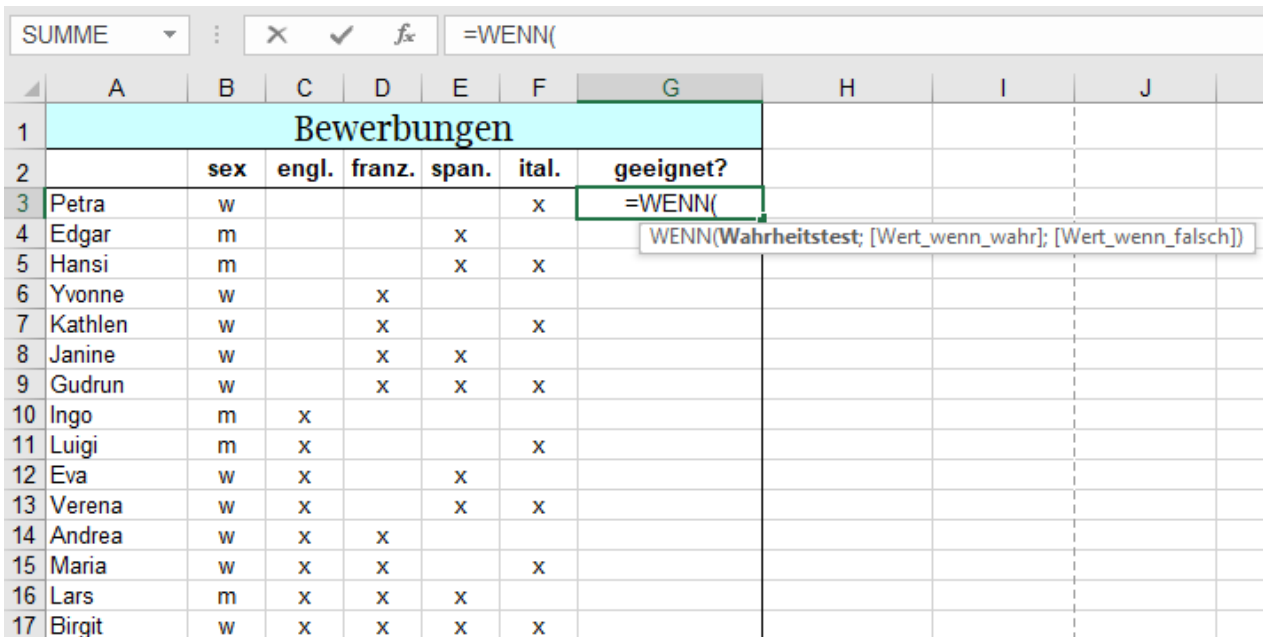 SUMME fx =WENN(
A B C D E F G H I J
1 Bewerbungen
2 sex engl. franz. span. ital. geeignet?
3 Petra w x =WENN(
4 Edgar m x WENN(Wahrheitstest; [Wert_wenn_wahr]; [Wert_wenn_falsch])
5 Hansi m x x
6 Yvonne w x
7 Kathlen w x x
8 Janine w x x
9 Gudrun w x x x
10 Ingo m x
11 Luigi m x x
12 Eva w x x
13 Verena w x x x
14 Andrea w x x
15 Maria w x x x
16 Lars m x x x
17 Birgit w x x x x